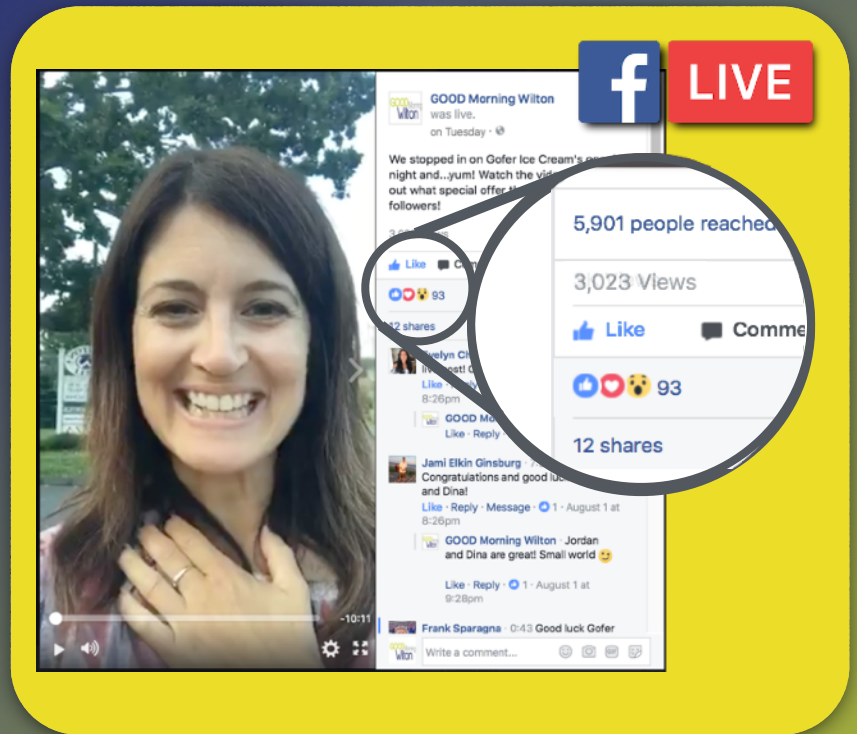 f LIVE
GOOD Morning Wilton
was live.
on Tuesday ·
We stopped in on Gofer Ice Cream's
night and...yum! Watch the
out what special offer
followers!
Like
93
12 shares
5,901 people reached
3,023 Views
Like Comme
93
12 shares
Evelyn
Like
8:26pm
GOOD
Like · Reply ·
Jami Elkin Ginsburg ·
Congratulations and good
and Dina!
Like · Reply · Message · 1 · August 1 at
8:26pm
GOOD Morning Wilton · Jordan
and Dina are great! Small world 😉
Like · Reply · 1 · August 1 at
9:28pm
Frank Sparagna · 0:43 Good luck Gofer
Write a comment...
-10:11